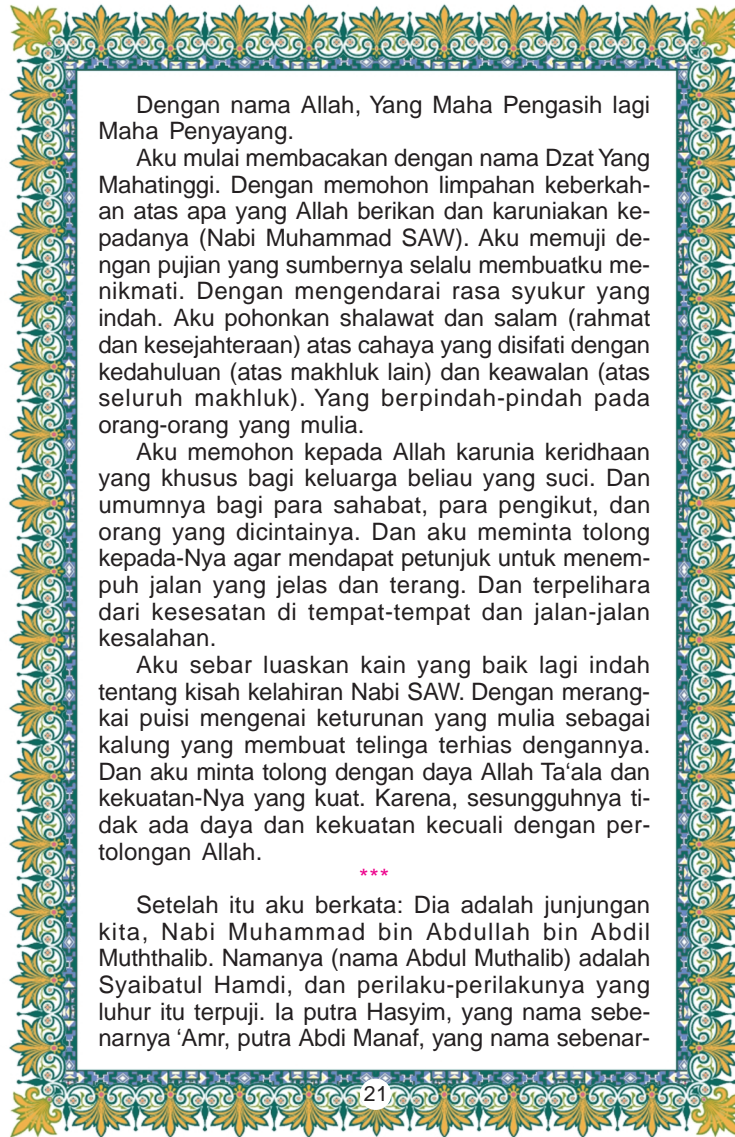 Dengan nama Allah, Yang Maha Pengasih lagi
Maha Penyayang.
Aku mulai membacakan dengan nama Dzat Yang
Mahatinggi. Dengan memohon limpahan keberkah-
an atas apa yang Allah berikan dan karuniakan ke-
padanya (Nabi Muhammad SAW). Aku memuji de-
ngan pujian yang sumbernya selalu membuatku me-
nikmati. Dengan mengendarai rasa syukur yang
indah. Aku pohonkan shalawat dan salam (rahmat
dan kesejahteraan) atas cahaya yang disifati dengan
kedahuluan (atas makhluk lain) dan keawalan (atas
seluruh makhluk). Yang berpindah-pindah pada
orang-orang yang mulia.
Aku memohon kepada Allah karunia keridhaan
yang khusus bagi keluarga beliau yang suci. Dan
umumnya bagi para sahabat, para pengikut, dan
orang yang dicintainya. Dan aku meminta tolong
kepada-Nya agar mendapat petunjuk untuk menem-
puh jalan yang jelas dan terang. Dan terpelihara
dari kesesatan di tempat-tempat dan jalan-jalan
kesalahan.
Aku sebar luaskan kain yang baik lagi indah
tentang kisah kelahiran Nabi SAW. Dengan merang-
kai puisi mengenai keturunan yang mulia sebagai
kalung yang membuat telinga terhias dengannya.
Dan aku minta tolong dengan daya Allah Ta‘ala dan
kekuatan-Nya yang kuat. Karena, sesungguhnya ti-
dak ada daya dan kekuatan kecuali dengan per-
tolongan Allah.
***
Setelah itu aku berkata: Dia adalah junjungan
kita, Nabi Muhammad bin Abdullah bin Abdil
Muththalib. Namanya (nama Abdul Muthalib) adalah
Syaibatul Hamdi, dan perilaku-perilakunya yang
luhur itu terpuji. Ia putra Hasyim, yang nama sebe-
narnya ‘Amr, putra Abdi Manaf, yang nama sebenar-
21